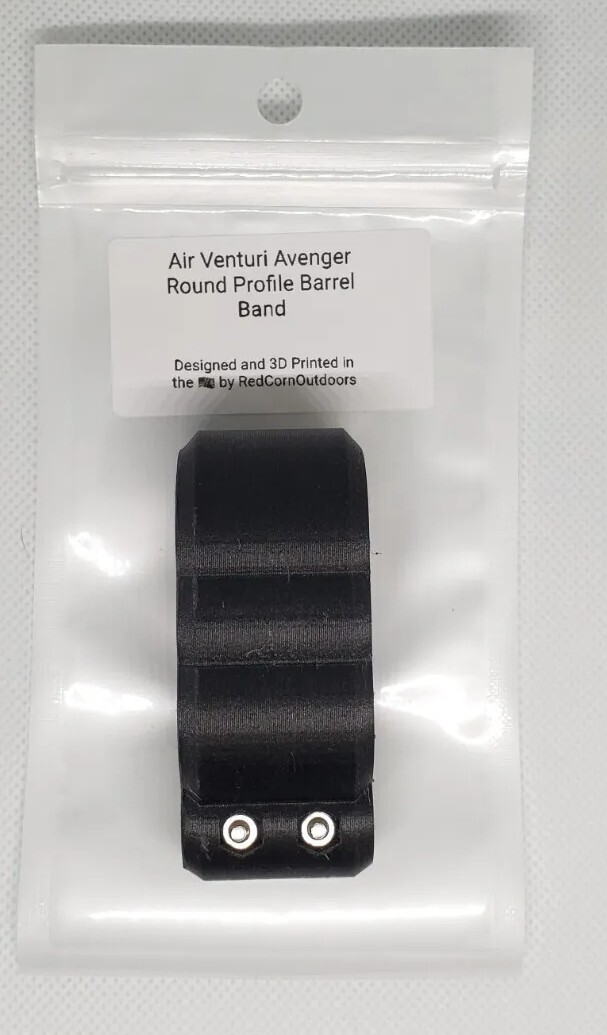 Air Venturi Avenger
Round Profile Barrel
Band
Designed and 3D Printed in
the by RedCornOutdoors